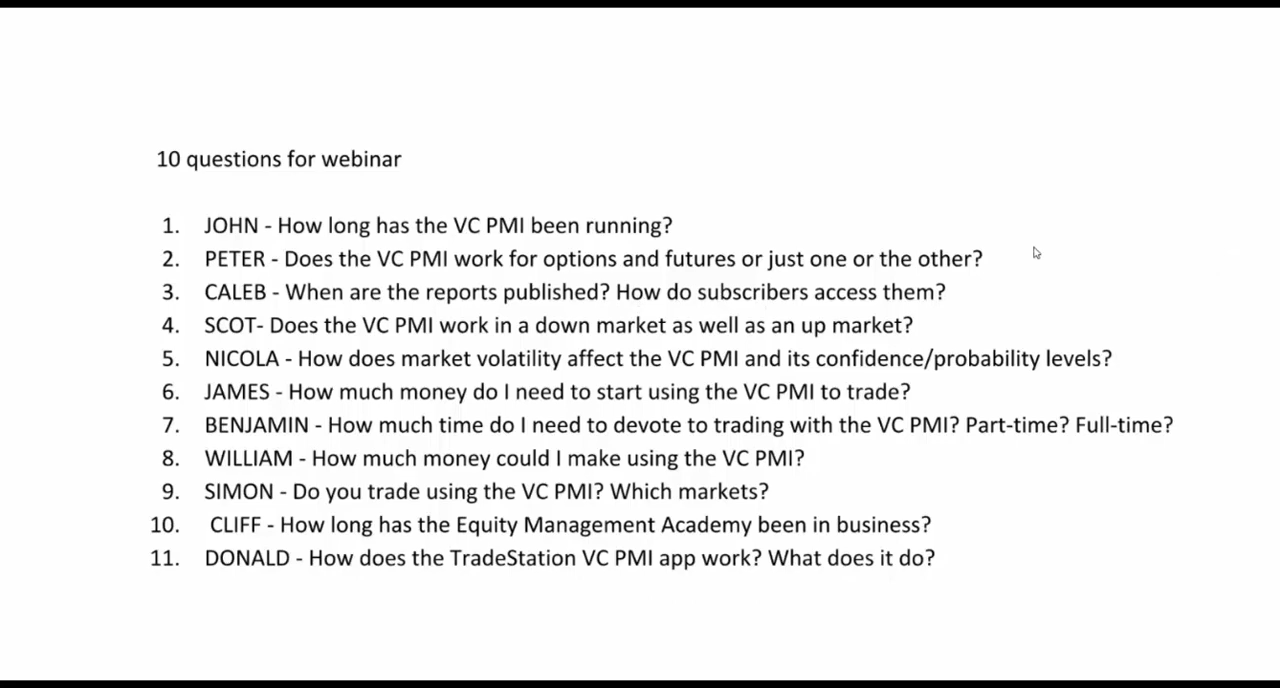 10 questions for webinar
1. JOHN - How long has the VC PMI been running?
2. PETER - Does the VC PMI work for options and futures or just one or the other?
3. CALEB - When are the reports published? How do subscribers access them?
4. SCOT- Does the VC PMI work in a down market as well as an up market?
5. NICOLA - How does market volatility affect the VC PMI and its confidence/probability levels?
6. JAMES - How much money do I need to start using the VC PMI to trade?
7. BENJAMIN - How much time do I need to devote to trading with the VC PMI? Part-time? Full-time?
8. WILLIAM - How much money could I make using the VC PMI?
9. SIMON - Do you trade using the VC PMI? Which markets?
10. CLIFF - How long has the Equity Management Academy been in business?
11. DONALD - How does the TradeStation VC PMI app work? What does it do?